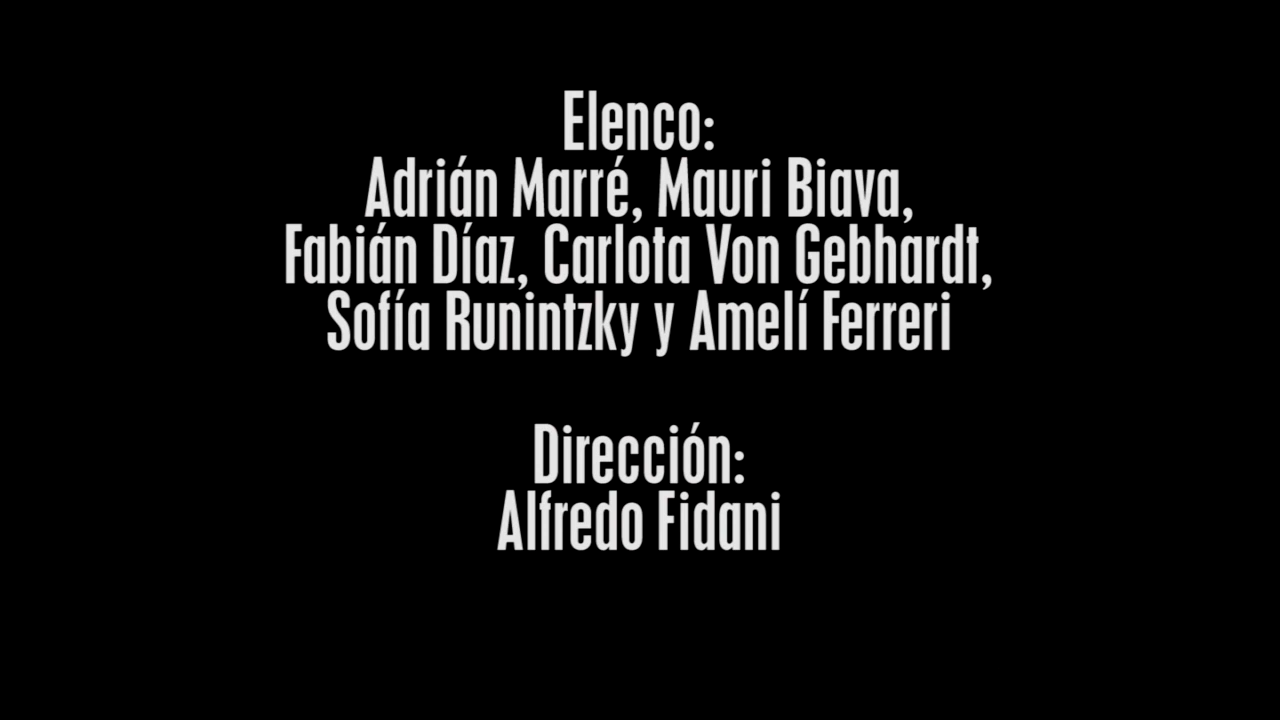 Elenco:
Adrián Marré, Mauri Biava,
Fabián Díaz, Carlota Von Gebhardt,
Sofía Runintzky y Amelí Ferreri
Dirección:
Alfredo Fidani